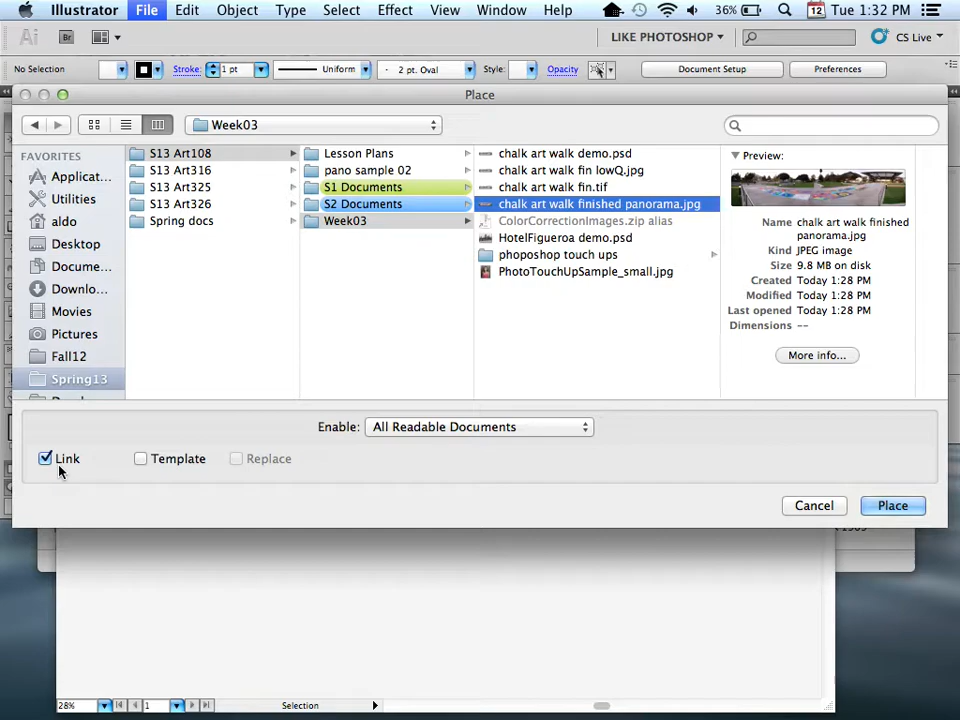 Illustrator File Edit Object Type Select Effect View Window Help 36% 12 Tue 1:32 PM
Ai Br LIKE PHOTOSHOP CS Live
No Selection Stroke: 1 pt Uniform 2 pt. Oval Style: Opacity Document Setup Preferences
Place
Week03
FAVORITES
Applicat...
Utilities
aldo
Desktop
Docume...
Downlo...
Movies
Pictures
Fall12
Spring13
S13 Art108
S13 Art316
S13 Art325
S13 Art326
Spring docs
Lesson Plans
pano sample 02
S1 Documents
S2 Documents
Week03
chalk art walk demo.psd
chalk art walk fin lowQ.jpg
chalk art walk fin.tif
chalk art walk finished panorama.jpg
ColorCorrectionImages.zip alias
HotelFigueroa demo.psd
phoposhop touch ups
PhotoTouchUpSample_small.jpg
Preview:
Name chalk art walk finished
panorama.jpg
Kind JPEG image
Size 9.8 MB on disk
Created Today 1:28 PM
Modified Today 1:28 PM
Last opened Today 1:28 PM
Dimensions --
More info...
Enable: All Readable Documents
Link Template Replace
Cancel Place
28% 1 Selection